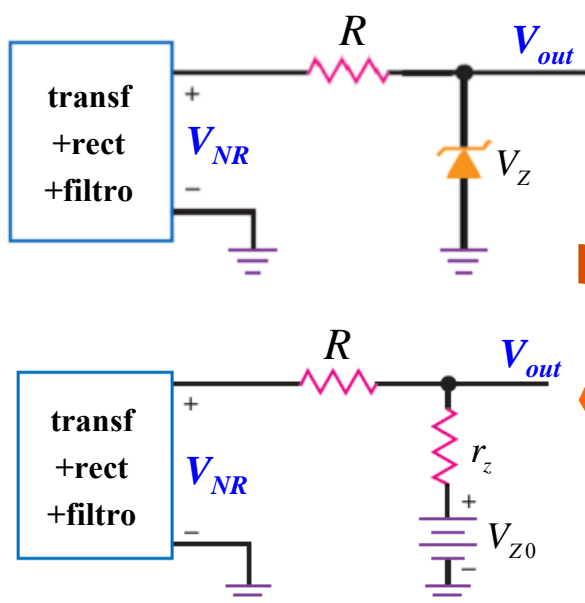 R
V_out
transf
+rect
+filtro
+
V_NR
−
V_Z
R
V_out
transf
+rect
+filtro
+
V_NR
−
r_z
+
V_Z0
−